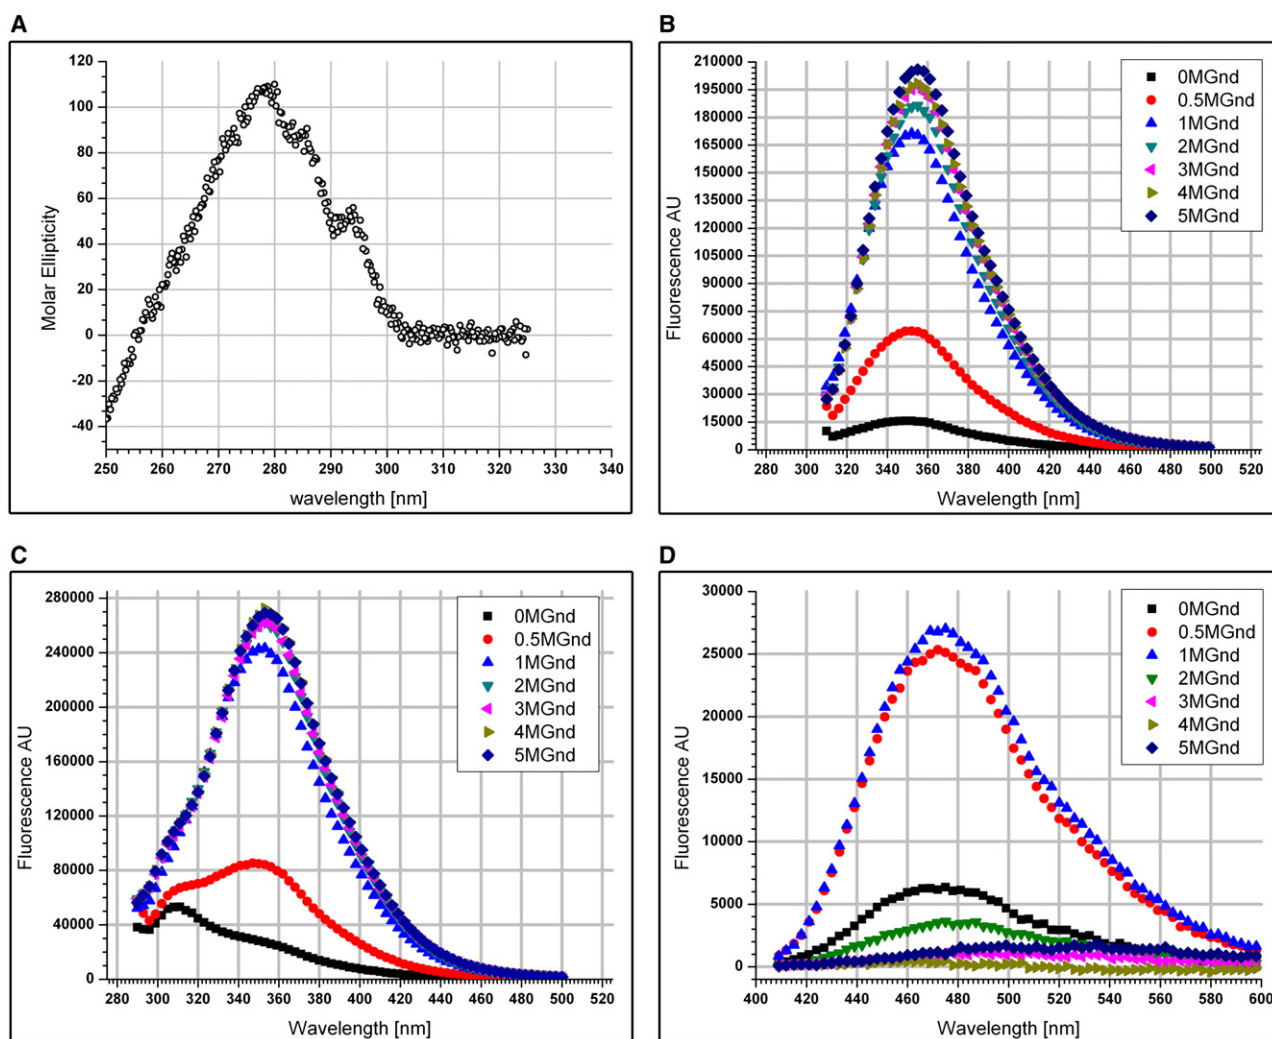 A
120
100
80
60
40
20
0
-20
-40
Molar Ellipticity
250 260 270 280 290 300 310 320 330 340
wavelength [nm]
B
210000
195000
180000
165000
150000
135000
120000
105000
90000
75000
60000
45000
30000
15000
0
Fluorescence AU
280 300 320 340 360 380 400 420 440 460 480 500 520
Wavelength [nm]
0MGnd
0.5MGnd
1MGnd
2MGnd
3MGnd
4MGnd
5MGnd
C
280000
240000
200000
160000
120000
80000
40000
0
Fluorescence AU
280 300 320 340 360 380 400 420 440 460 480 500 520
Wavelength [nm]
0MGnd
0.5MGnd
1MGnd
2MGnd
3MGnd
4MGnd
5MGnd
D
30000
25000
20000
15000
10000
5000
0
Fluorescence AU
400 420 440 460 480 500 520 540 560 580 600
Wavelength [nm]
0MGnd
0.5MGnd
1MGnd
2MGnd
3MGnd
4MGnd
5MGnd